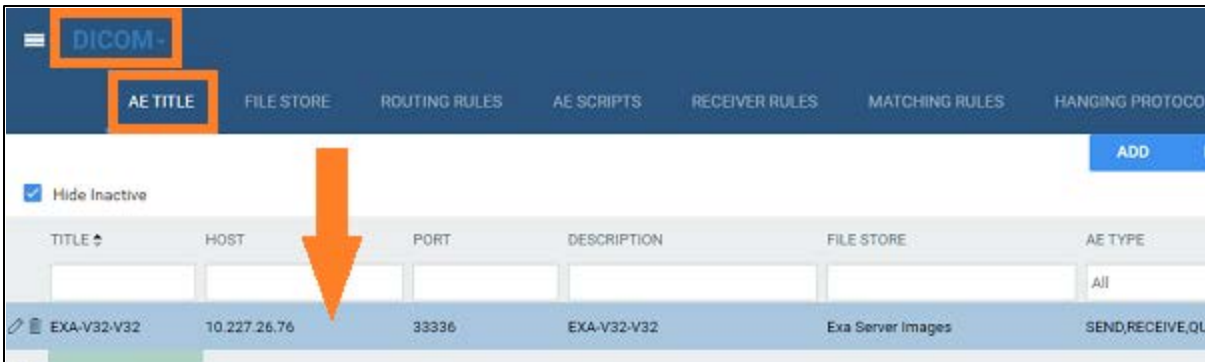 DICOM
AE TITLE FILE STORE ROUTING RULES AE SCRIPTS RECEIVER RULES MATCHING RULES HANGING PROTOCO
ADD
Hide Inactive
TITLE HOST PORT DESCRIPTION FILE STORE AE TYPE
All
EXA-V32-V32 10.227.26.76 33336 EXA-V32-V32 Exa Server Images SEND,RECEIVE,QU